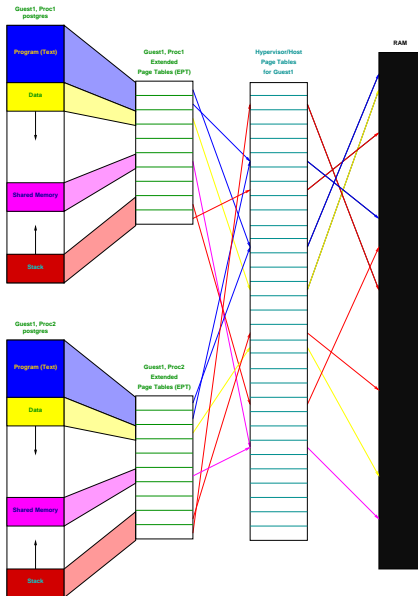 Guest1, Proc1
postgres
Program (Text)
Data
Shared Memory
Stack
Guest1, Proc1
Extended
Page Tables (EPT)
Hypervisor/Host
Page Tables
for Guest1
RAM
Guest1, Proc2
postgres
Program (Text)
Data
Shared Memory
Stack
Guest1, Proc2
Extended
Page Tables (EPT)